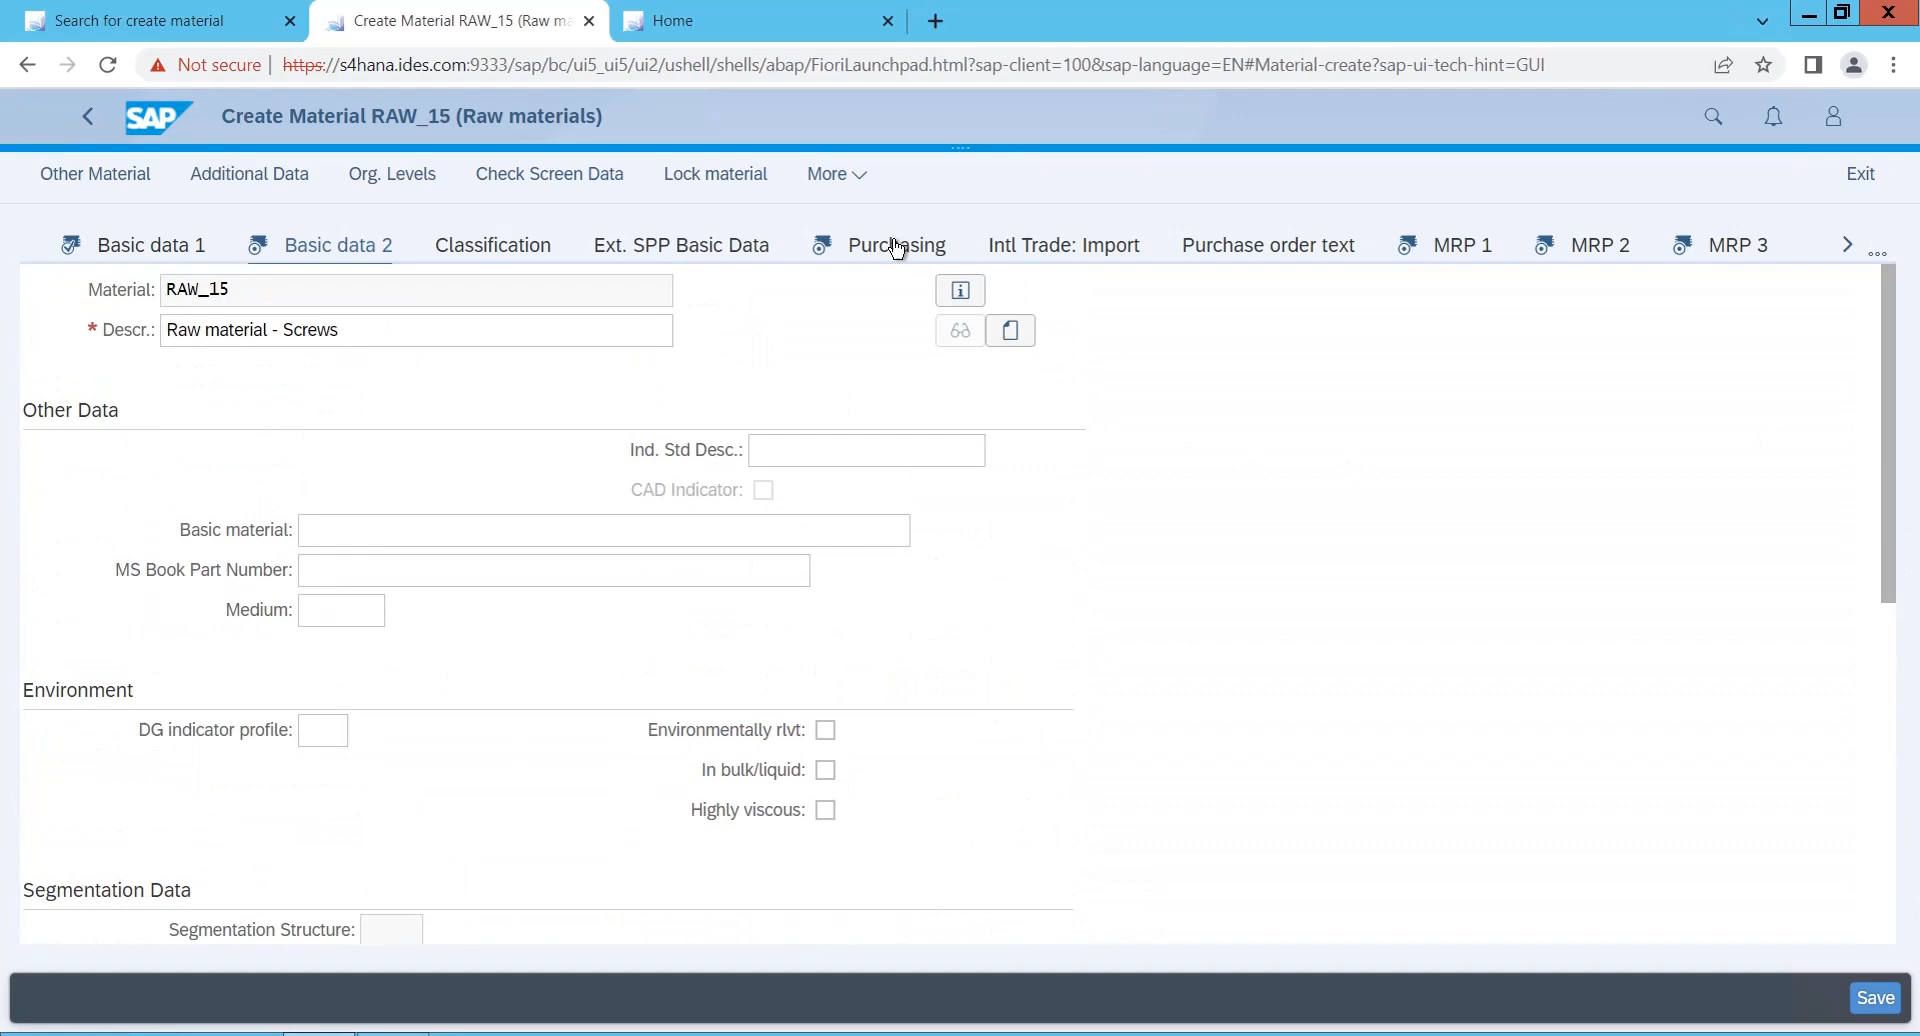 Search for create material
Create Material RAW_15 (Raw ma
Home
Not secure
https://s4hana.ides.com:9333/sap/bc/ui5_ui5/ui2/ushell/shells/abap/FioriLaunchpad.html?sap-client=100&sap-language=EN#Material-create?sap-ui-tech-hint=GUI
SAP
Create Material RAW_15 (Raw materials)
Other Material
Additional Data
Org. Levels
Check Screen Data
Lock material
More
Exit
Basic data 1
Basic data 2
Classification
Ext. SPP Basic Data
Purchasing
Intl Trade: Import
Purchase order text
MRP 1
MRP 2
MRP 3
Material: RAW_15
* Descr.: Raw material - Screws
Other Data
Ind. Std Desc.:
CAD Indicator:
Basic material:
MS Book Part Number:
Medium:
Environment
DG indicator profile:
Environmentally rlvt:
In bulk/liquid:
Highly viscous:
Segmentation Data
Segmentation Structure:
Save